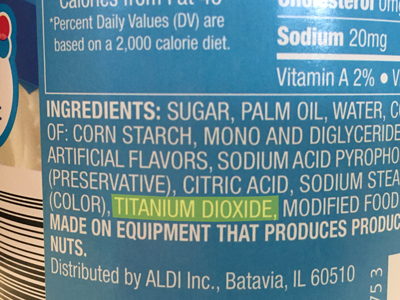 Calories from Fat 45
*Percent Daily Values (DV) are
based on a 2,000 calorie diet.
Cholesterol 0mg
Sodium 20mg
Vitamin A 2% •
INGREDIENTS: SUGAR, PALM OIL, WATER,
OF: CORN STARCH, MONO AND DIGLYCERIDE
ARTIFICIAL FLAVORS, SODIUM ACID PYROPHO
(PRESERVATIVE), CITRIC ACID, SODIUM STEA
(COLOR), TITANIUM DIOXIDE, MODIFIED FOOD
MADE ON EQUIPMENT THAT PRODUCES PRODUC
NUTS.
Distributed by ALDI Inc., Batavia, IL 60510
753